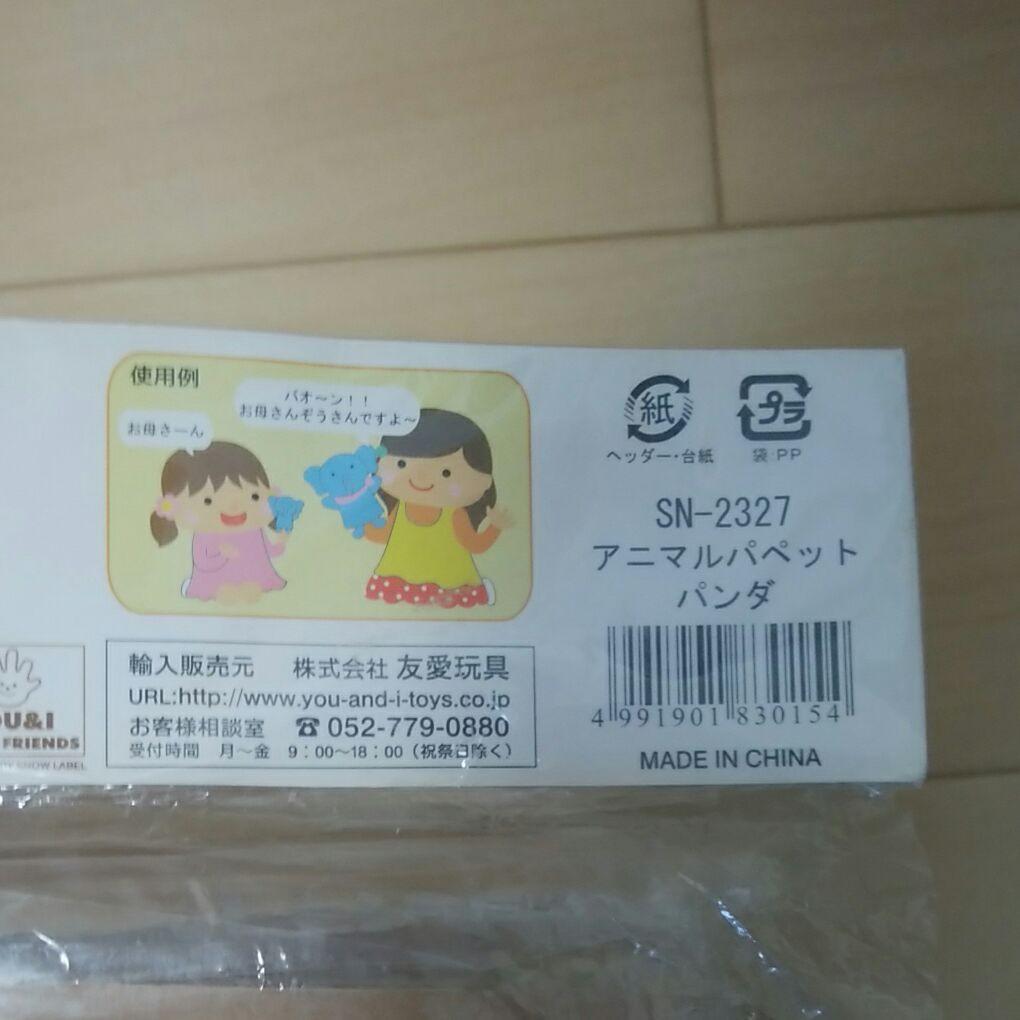 使用例
お母さーん
パオ〜ン！！
お母さんぞうさんですよ〜
紙
ヘッダー・台紙
プラ
袋:PP
SN-2327
アニマルパペット
パンダ
4 991901 830154
MADE IN CHINA
OU&I
FRIENDS
SNOW LABEL
輸入販売元 株式会社 友愛玩具
URL:http://www.you-and-i-toys.co.jp
お客様相談室 ☎ 052-779-0880
受付時間 月〜金 9：00〜18：00（祝祭日除く）